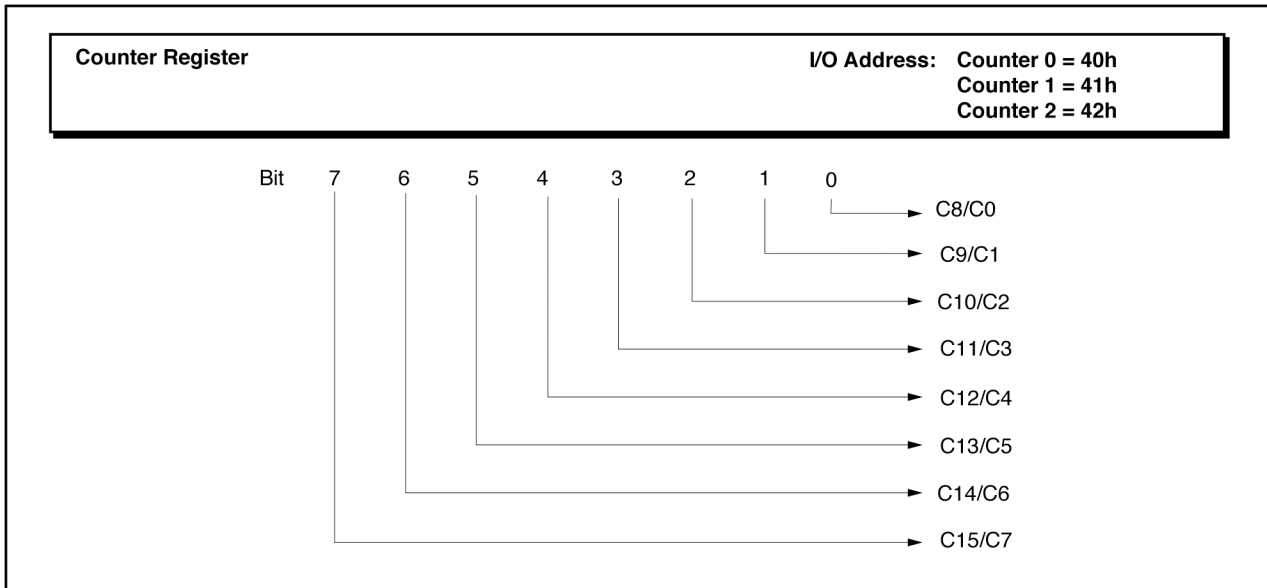 Counter Register
I/O Address: Counter 0 = 40h
Counter 1 = 41h
Counter 2 = 42h
Bit 7 6 5 4 3 2 1 0
C8/C0
C9/C1
C10/C2
C11/C3
C12/C4
C13/C5
C14/C6
C15/C7